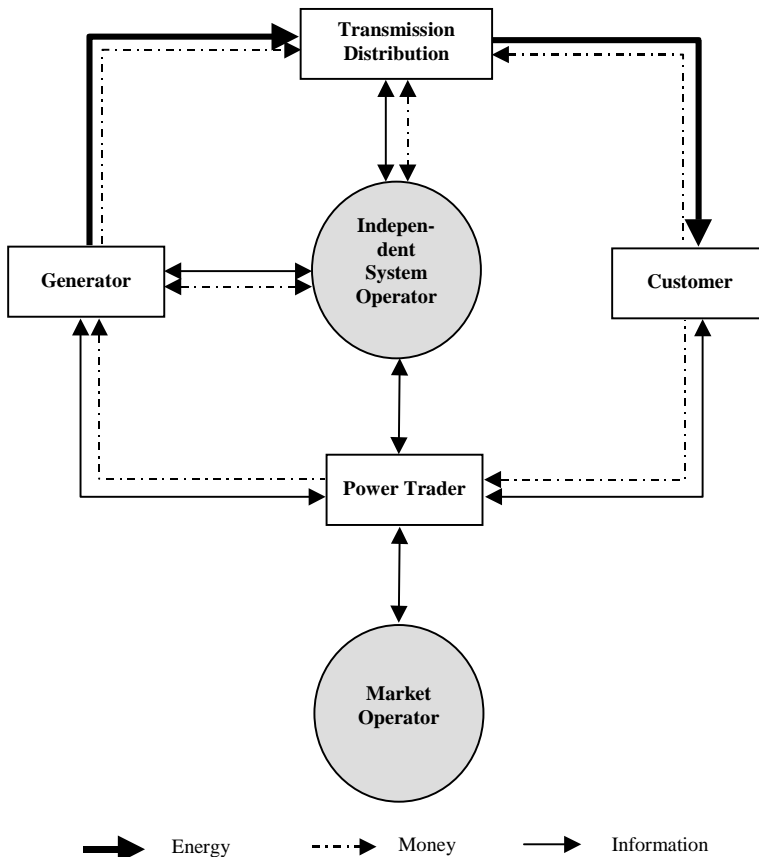 Transmission
Distribution
Indepen-
dent
System
Operator
Generator
Customer
Power Trader
Market
Operator
Energy
Money
Information